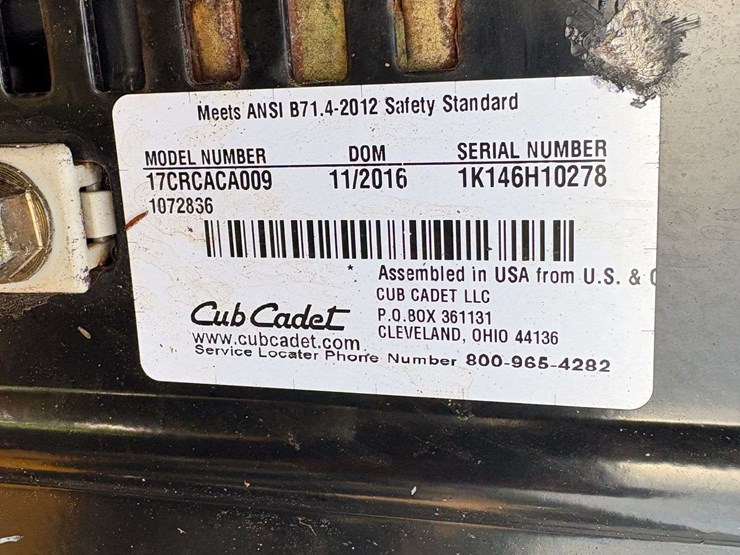 Meets ANSI B71.4-2012 Safety Standard
MODEL NUMBER DOM SERIAL NUMBER
17CRCACA009 11/2016 1K146H10278
1072836
*
Assembled in USA from U.S. &
Cub Cadet
CUB CADET LLC
P.O.BOX 361131
www.cubcadet.com
CLEVELAND, OHIO 44136
Service Locater Phone Number 800-965-4282